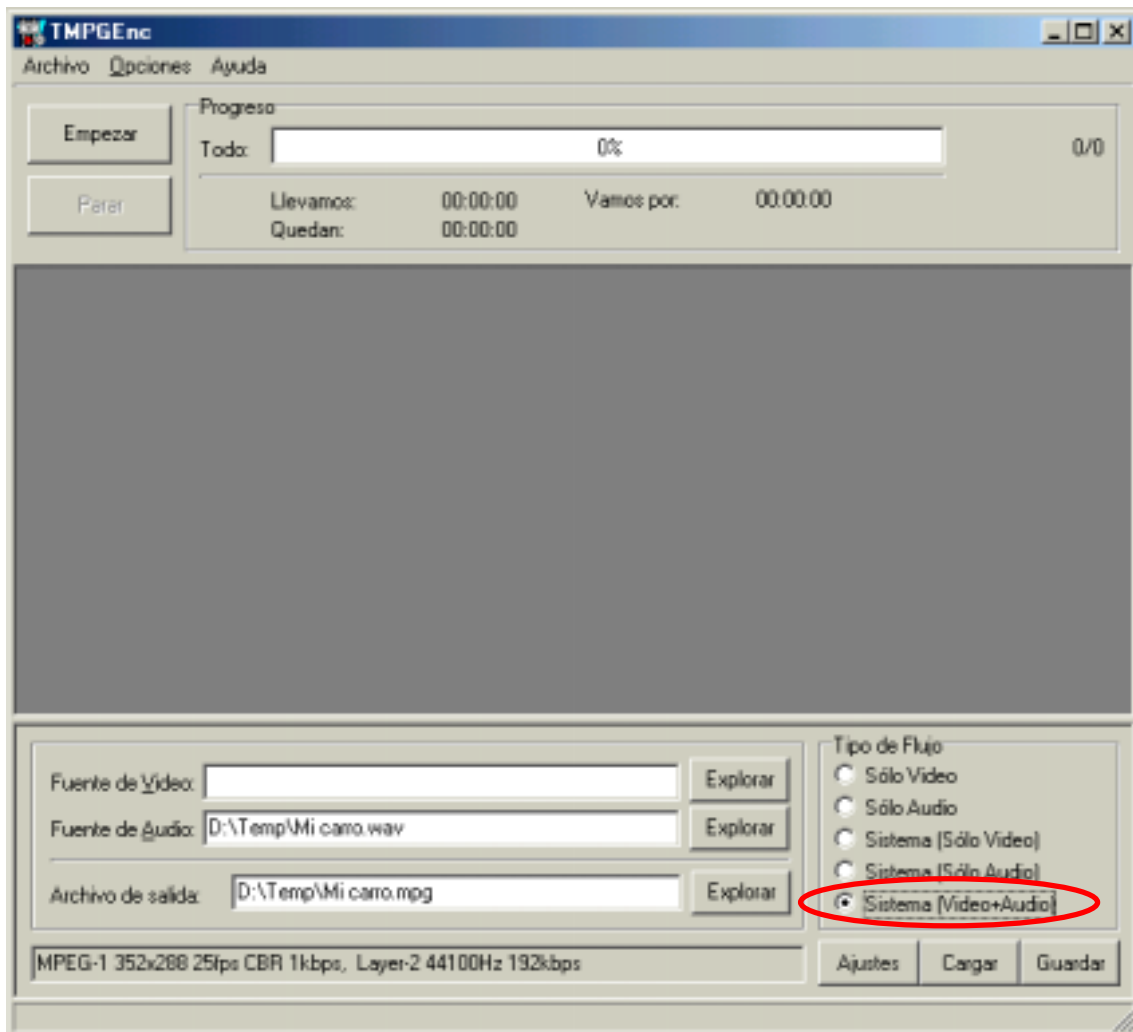 TMPGEnc
Archivo Opciones Ayuda
Empezar
Parar
Progreso
Todo: 0% 0/0
Llevamos: 00:00:00 Vamos por: 00:00:00
Quedan: 00:00:00
Fuente de Video: Explorar
Fuente de Audio: D:\Temp\Mi carro.wav Explorar
Archivo de salida: D:\Temp\Mi carro.mpg Explorar
Tipo de Flujo
Sólo Video
Sólo Audio
Sistema (Sólo Video)
Sistema (Sólo Audio)
Sistema (Video+Audio)
MPEG-1 352x288 25fps CBR 1kbps, Layer-2 44100Hz 192kbps
Ajustes Cargar Guardar